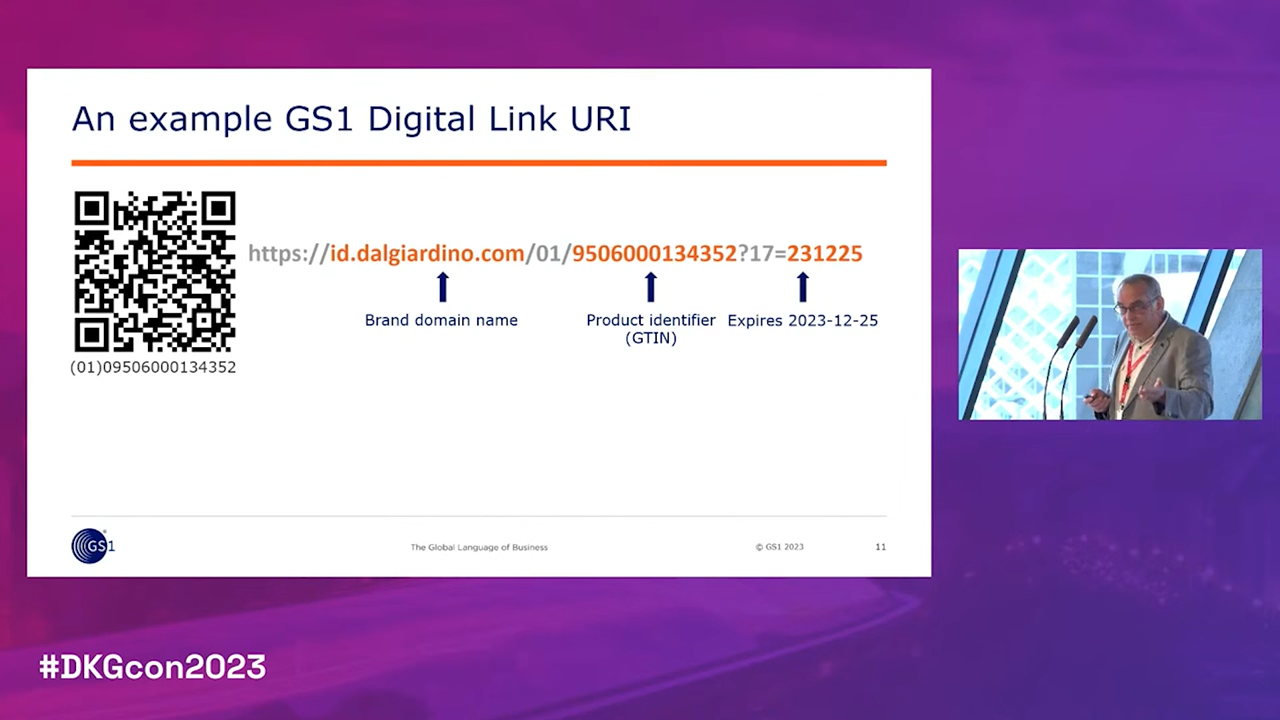 An example GS1 Digital Link URI
https://id.dalgiardino.com/01/9506000134352?17=231225
Brand domain name
Product identifier
(GTIN)
Expires 2023-12-25
(01)09506000134352
GS1
The Global Language of Business
© GS1 2023
11
#DKGcon2023